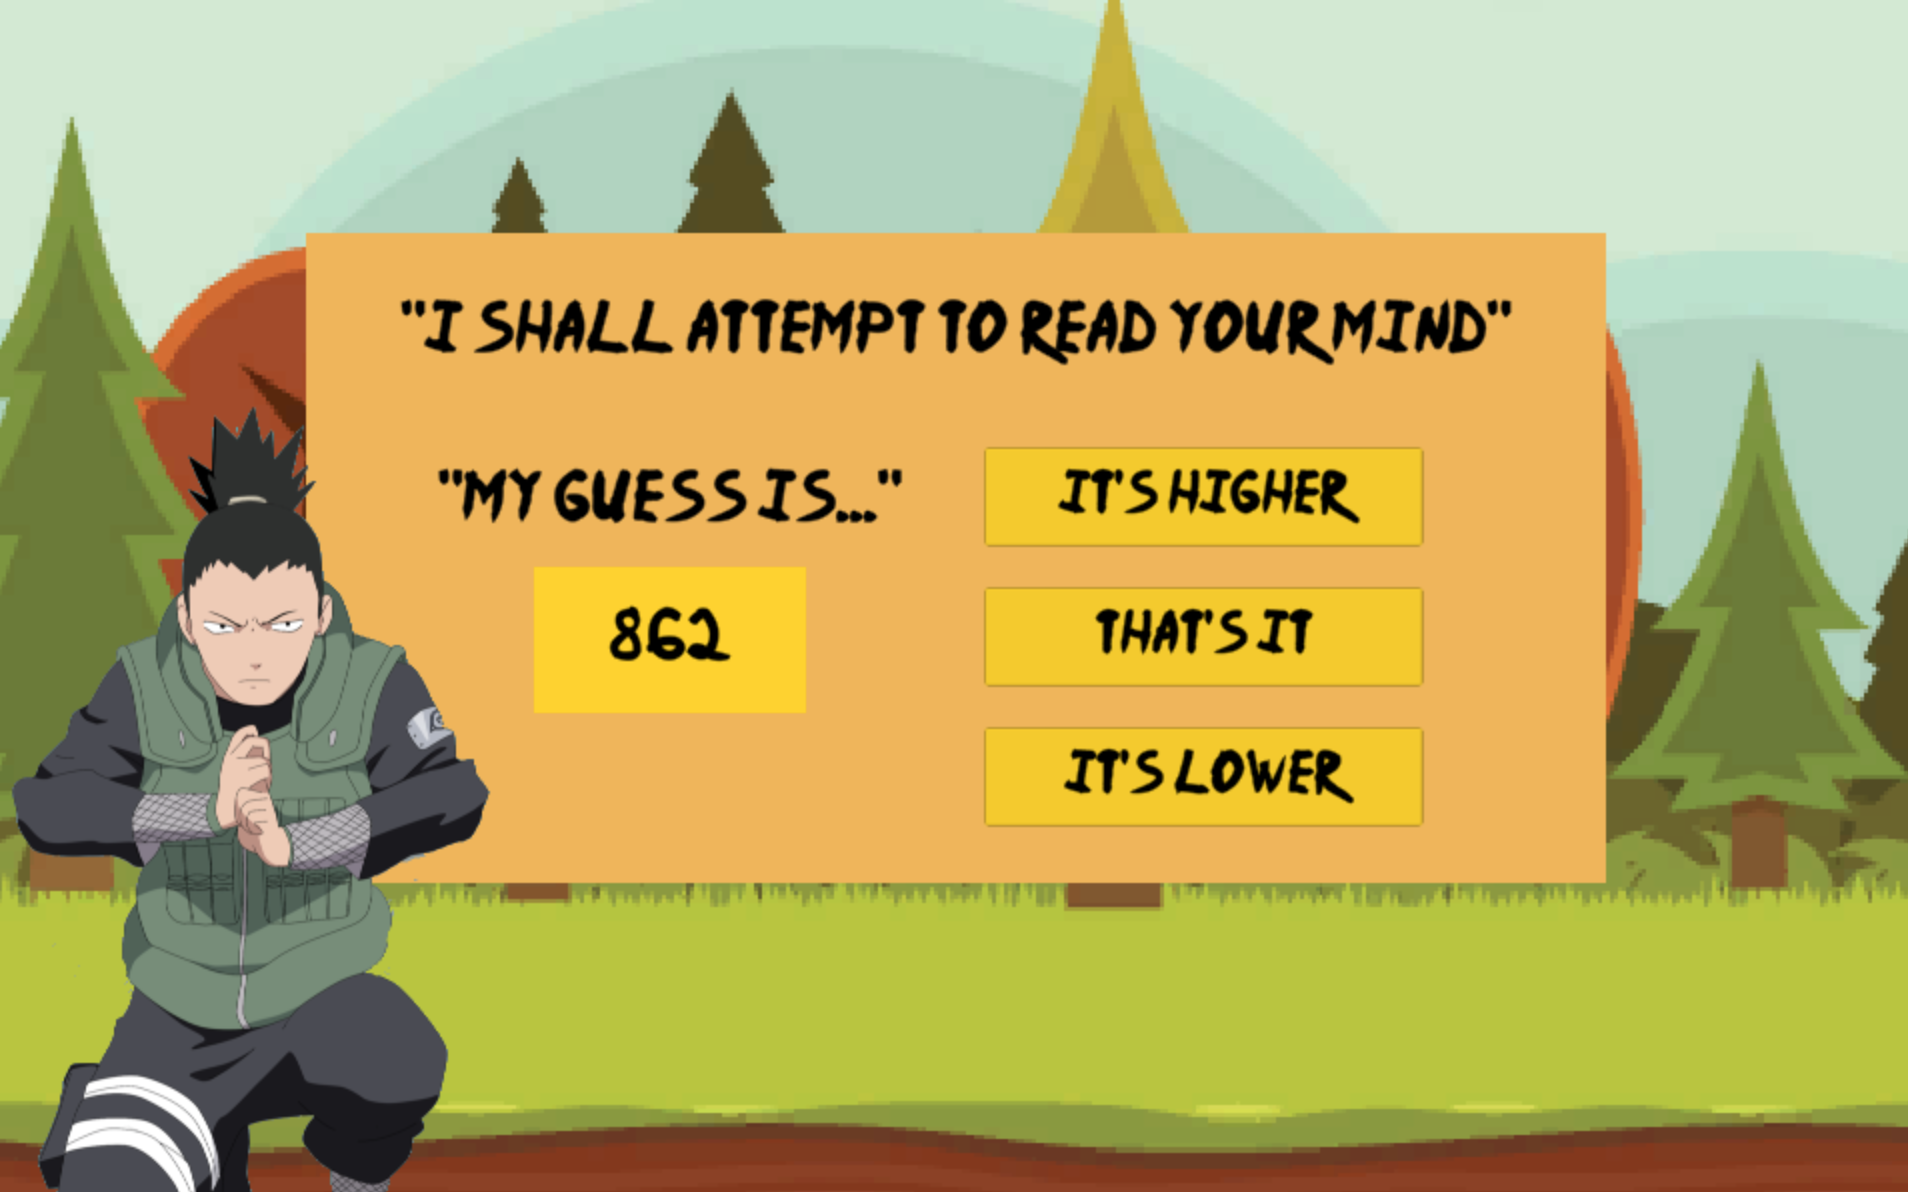 "I SHALL ATTEMPT TO READ YOUR MIND"
"MY GUESS IS..."
862
IT'S HIGHER
THAT'S IT
IT'S LOWER